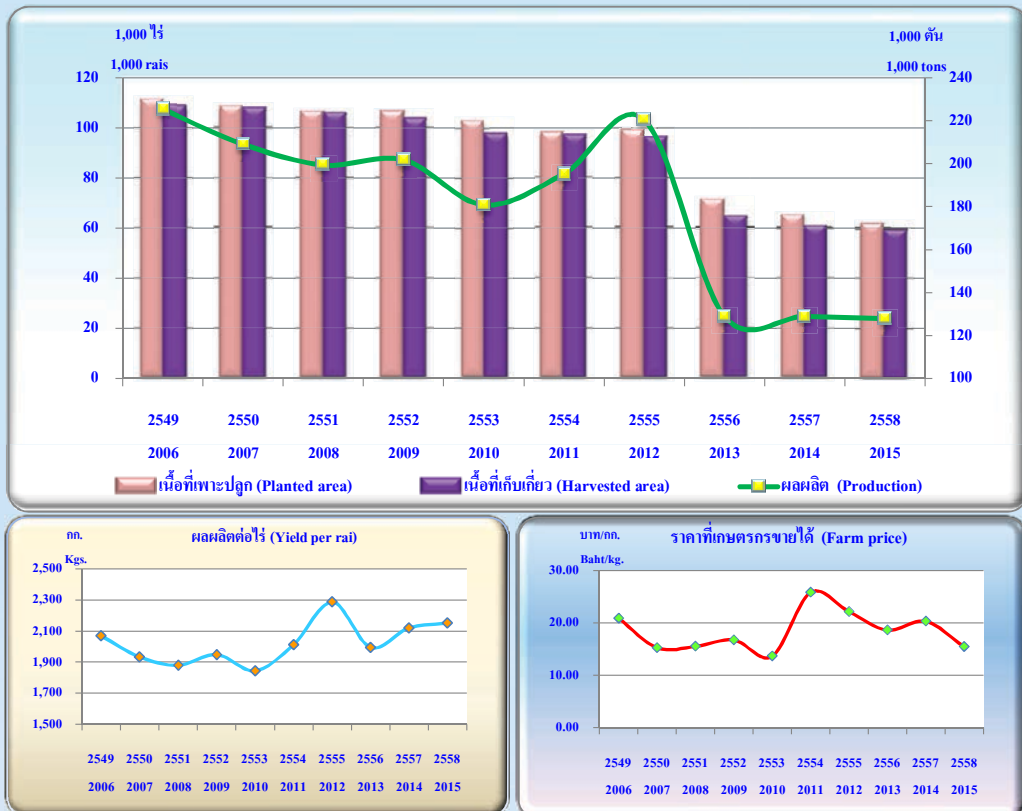 1,000 ไร่
1,000 rais
1,000 ตัน
1,000 tons
120
100
80
60
40
20
0
240
220
200
180
160
140
120
100
2549 2550 2551 2552 2553 2554 2555 2556 2557 2558
2006 2007 2008 2009 2010 2011 2012 2013 2014 2015
เนื้อที่เพาะปลูก (Planted area) เนื้อที่เก็บเกี่ยว (Harvested area) ผลผลิต (Production)
กก.
Kgs.
ผลผลิตต่อไร่ (Yield per rai)
2,500
2,300
2,100
1,900
1,700
1,500
2549 2550 2551 2552 2553 2554 2555 2556 2557 2558
2006 2007 2008 2009 2010 2011 2012 2013 2014 2015
บาท/กก.
Baht/kg.
ราคาที่เกษตรกรขายได้ (Farm price)
30.00
20.00
10.00
0.00
2549 2550 2551 2552 2553 2554 2555 2556 2557 2558
2006 2007 2008 2009 2010 2011 2012 2013 2014 2015